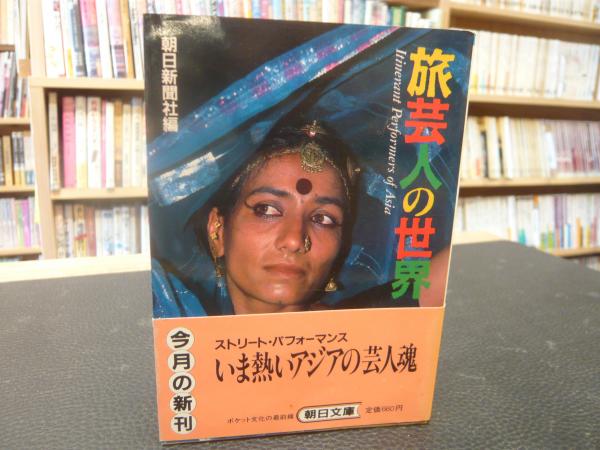 旅芸人の世界
Itinerant Performers of Asia
朝日新聞社編
今月の新刊
ストリート・パフォーマンス
いま熱いアジアの芸人魂
ポケット文化の最前線
朝日文庫
定価660円